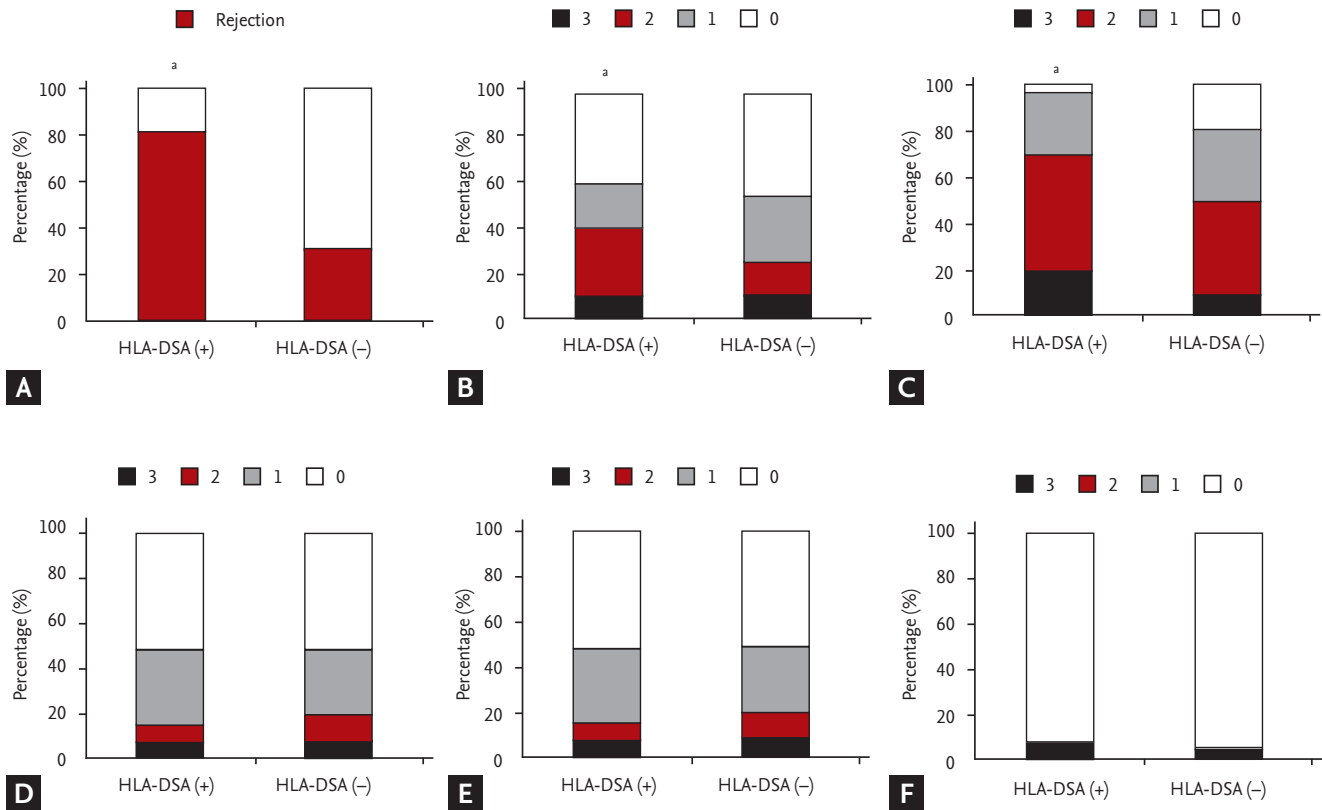 Rejection
a
Percentage (%)
100
80
60
40
20
0
HLA-DSA (+) HLA-DSA (–)
A
3 2 1 0
a
Percentage (%)
100
80
60
40
20
0
HLA-DSA (+) HLA-DSA (–)
B
3 2 1 0
a
Percentage (%)
100
80
60
40
20
0
HLA-DSA (+) HLA-DSA (–)
C
3 2 1 0
Percentage (%)
100
80
60
40
20
0
HLA-DSA (+) HLA-DSA (–)
D
3 2 1 0
Percentage (%)
100
80
60
40
20
0
HLA-DSA (+) HLA-DSA (–)
E
3 2 1 0
Percentage (%)
100
80
60
40
20
0
HLA-DSA (+) HLA-DSA (–)
F